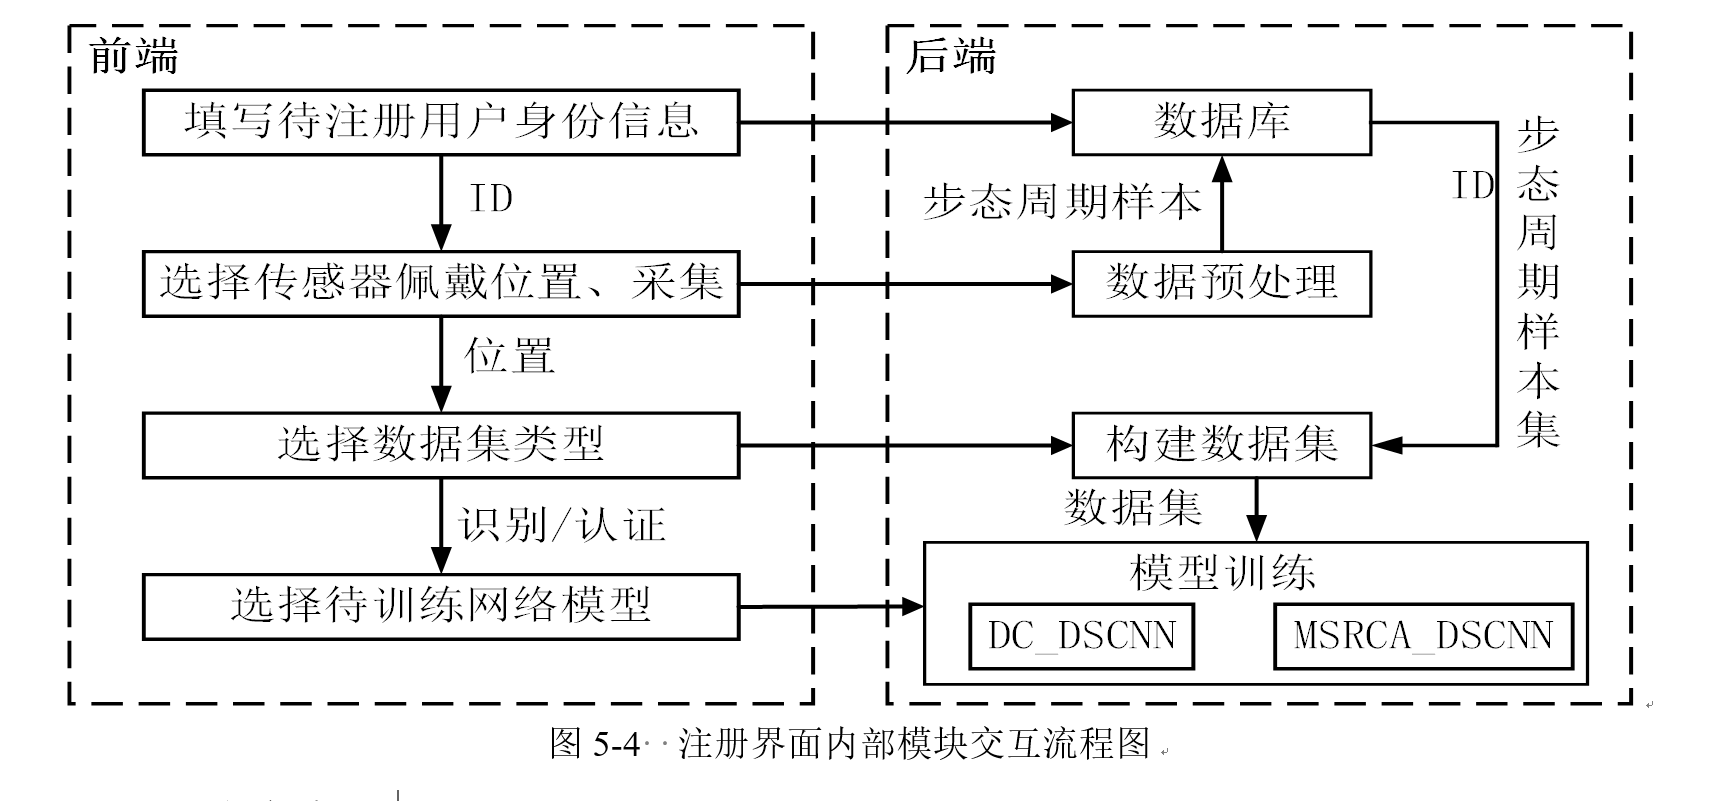 前端
填写待注册用户身份信息
ID
选择传感器佩戴位置、采集
位置
选择数据集类型
识别/认证
选择待训练网络模型
后端
数据库
步态周期样本
ID
步态周期样本集
数据预处理
构建数据集
数据集
模型训练
DC_DSCNN
MSRCA_DSCNN
图 5-4 注册界面内部模块交互流程图